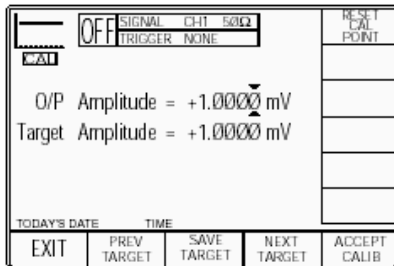 OFF SIGNAL CH1 50Ω
TRIGGER NONE
RESET
CAL
POINT
CAL
O/P Amplitude = +1.0000 mV
Target Amplitude = +1.0000 mV
TODAY'S DATE TIME
EXIT
PREV
TARGET
SAVE
TARGET
NEXT
TARGET
ACCEPT
CALIB